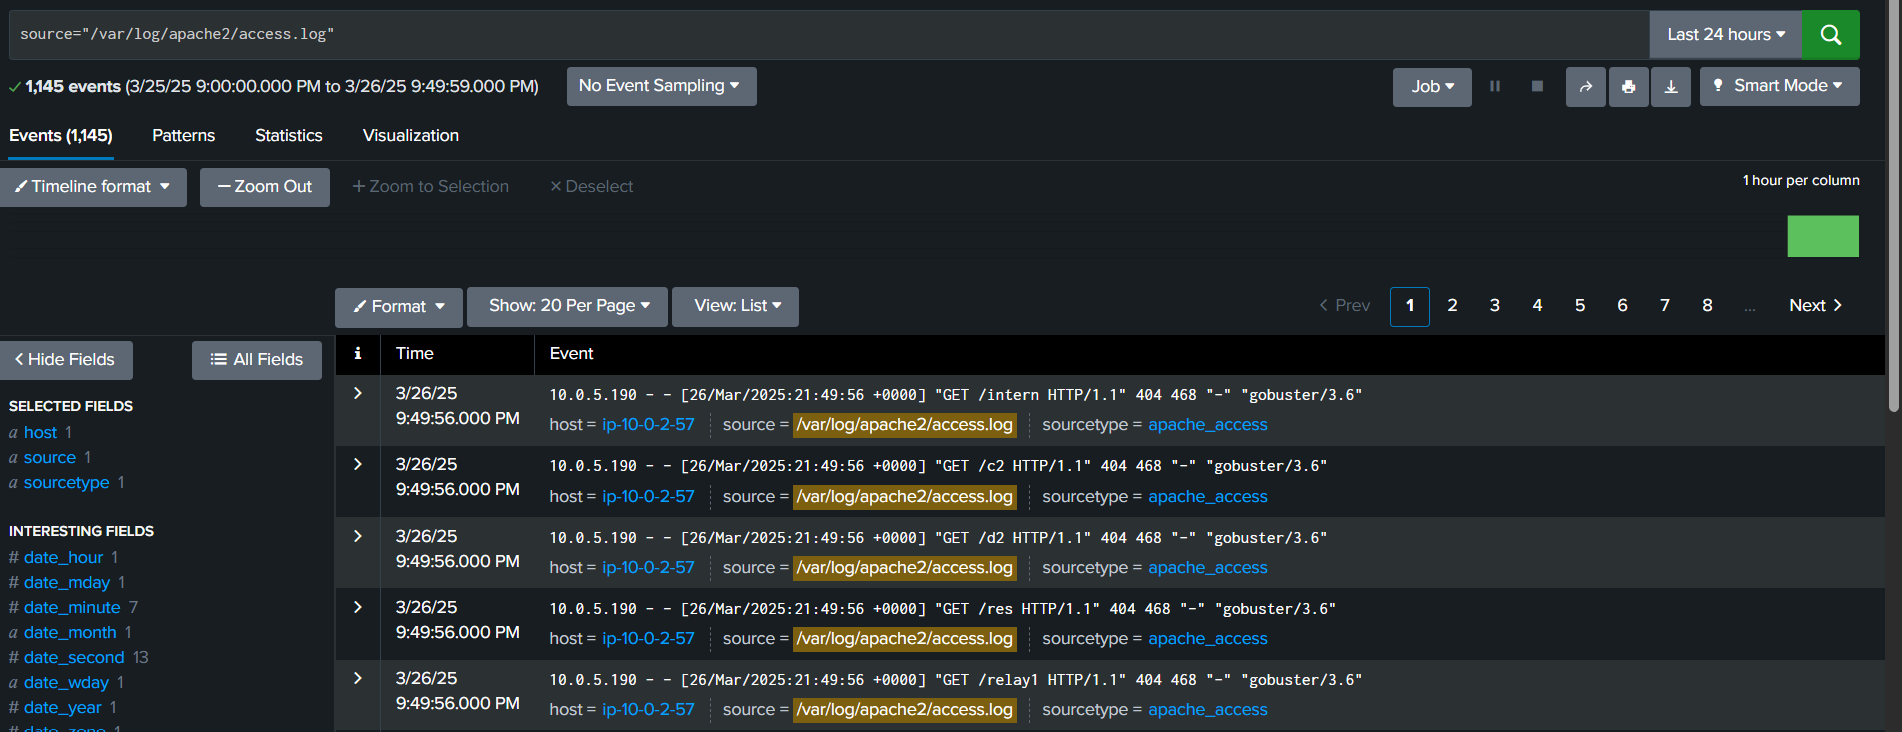 source="/var/log/apache2/access.log"
Last 24 hours
1,145 events (3/25/25 9:00:00.000 PM to 3/26/25 9:49:59.000 PM)
No Event Sampling
Job
Smart Mode
Events (1,145)
Patterns
Statistics
Visualization
Timeline format
Zoom Out
+ Zoom to Selection
× Deselect
1 hour per column
Format
Show: 20 Per Page
View: List
< Prev
1
2
3
4
5
6
7
8
...
Next >
< Hide Fields
All Fields
i
Time
Event
SELECTED FIELDS
a host 1
a source 1
a sourcetype 1
INTERESTING FIELDS
# date_hour 1
# date_mday 1
# date_minute 7
a date_month 1
# date_second 13
a date_wday 1
# date_year 1
# date_zone 1
> 3/26/25
9:49:56.000 PM
10.0.5.190 - - [26/Mar/2025:21:49:56 +0000] "GET /intern HTTP/1.1" 404 468 "-" "gobuster/3.6"
host = ip-10-0-2-57 source = /var/log/apache2/access.log sourcetype = apache_access
> 3/26/25
9:49:56.000 PM
10.0.5.190 - - [26/Mar/2025:21:49:56 +0000] "GET /c2 HTTP/1.1" 404 468 "-" "gobuster/3.6"
host = ip-10-0-2-57 source = /var/log/apache2/access.log sourcetype = apache_access
> 3/26/25
9:49:56.000 PM
10.0.5.190 - - [26/Mar/2025:21:49:56 +0000] "GET /d2 HTTP/1.1" 404 468 "-" "gobuster/3.6"
host = ip-10-0-2-57 source = /var/log/apache2/access.log sourcetype = apache_access
> 3/26/25
9:49:56.000 PM
10.0.5.190 - - [26/Mar/2025:21:49:56 +0000] "GET /res HTTP/1.1" 404 468 "-" "gobuster/3.6"
host = ip-10-0-2-57 source = /var/log/apache2/access.log sourcetype = apache_access
> 3/26/25
9:49:56.000 PM
10.0.5.190 - - [26/Mar/2025:21:49:56 +0000] "GET /relay1 HTTP/1.1" 404 468 "-" "gobuster/3.6"
host = ip-10-0-2-57 source = /var/log/apache2/access.log sourcetype = apache_access